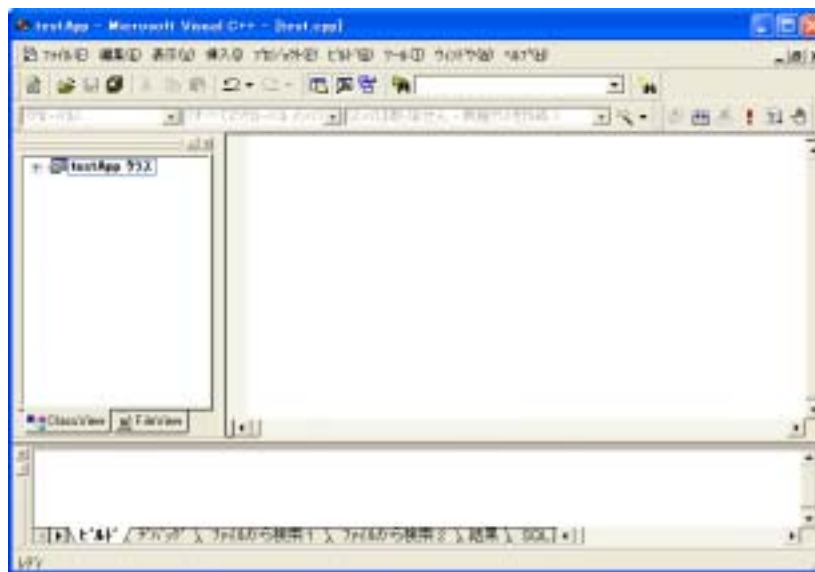 testApp - Microsoft Visual C++ - [test.cpp]
ファイル(F) 編集(E) 表示(V) 挿入(I) プロジェクト(P) ビルド(B) ツール(T) ウィンドウ(W) ヘルプ(H)
testApp クラス
ClassView FileView
ビルド デバッグ ファイルから検索 1 ファイルから検索 2 結果 SQL
ﾚﾃﾞｨ